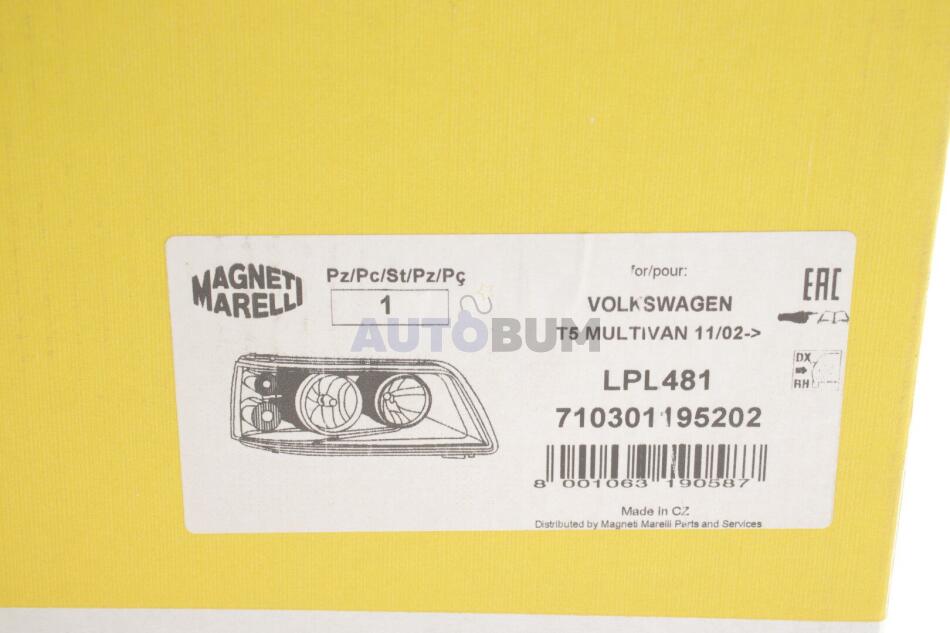 MAGNETI
MARELLI
Pz/Pc/St/Pz/Pç
1
for/pour:
VOLKSWAGEN
T5 MULTIVAN 11/02->
EAC
DX
RH
AUTOBUM
LPL481
710301195202
8 001063 190587
Made in CZ
Distributed by Magneti Marelli Parts and Services